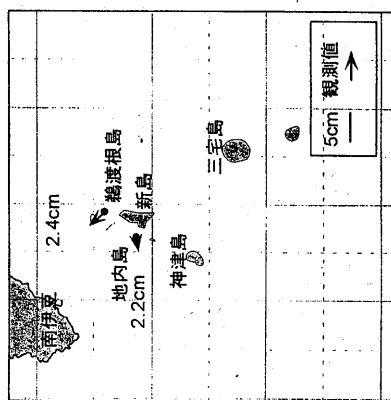 南伊豆
2.4cm
鵜渡根島
地内島
2.2cm
新島
神津島
三宅島
5cm 観測値